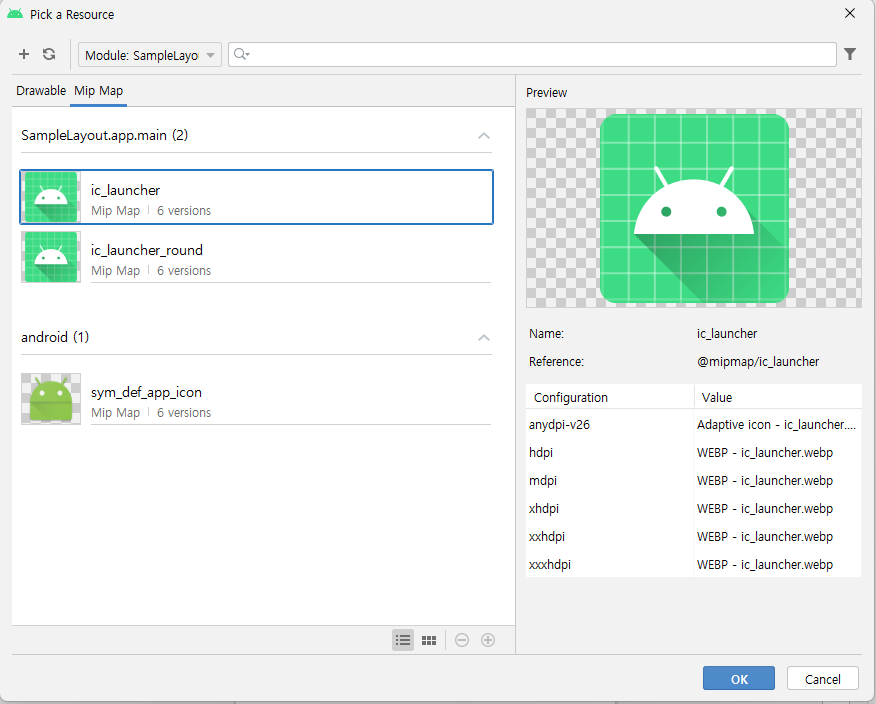 Pick a Resource
Module: SampleLayo
Drawable Mip Map
SampleLayout.app.main (2)
ic_launcher
Mip Map 6 versions
ic_launcher_round
Mip Map 6 versions
android (1)
sym_def_app_icon
Mip Map 6 versions
Preview
Name: ic_launcher
Reference: @mipmap/ic_launcher
Configuration Value
anydpi-v26 Adaptive icon - ic_launcher....
hdpi WEBP - ic_launcher.webp
mdpi WEBP - ic_launcher.webp
xhdpi WEBP - ic_launcher.webp
xxhdpi WEBP - ic_launcher.webp
xxxhdpi WEBP - ic_launcher.webp
OK Cancel